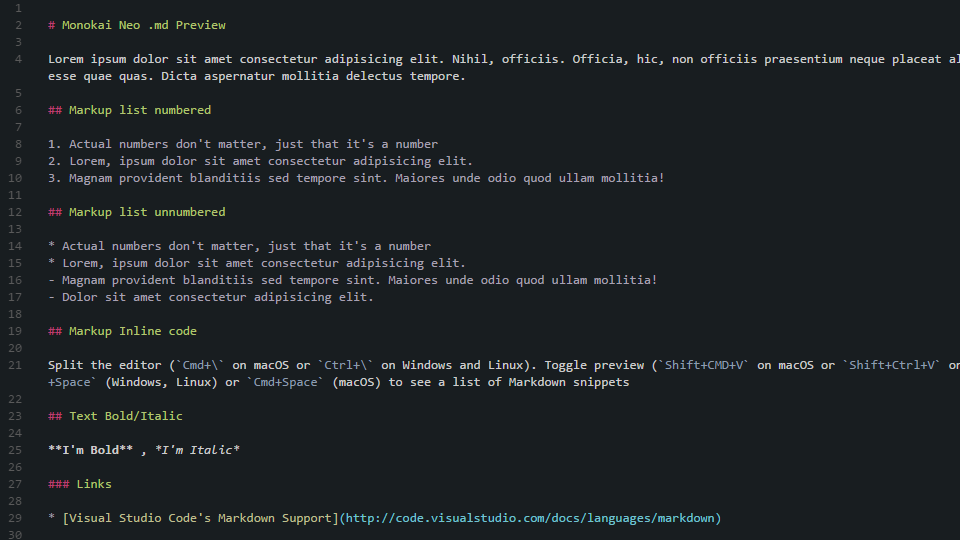 1
2 # Monokai Neo .md Preview
3
4 Lorem ipsum dolor sit amet consectetur adipisicing elit. Nihil, officiis. Officia, hic, non officiis praesentium neque placeat
esse quae quas. Dicta aspernatur mollitia delectus tempore.
5
6 ## Markup list numbered
7
8 1. Actual numbers don't matter, just that it's a number
9 2. Lorem, ipsum dolor sit amet consectetur adipisicing elit.
10 3. Magnam provident blanditiis sed tempore sint. Maiores unde odio quod ullam mollitia!
11
12 ## Markup list unnumbered
13
14 * Actual numbers don't matter, just that it's a number
15 * Lorem, ipsum dolor sit amet consectetur adipisicing elit.
16 - Magnam provident blanditiis sed tempore sint. Maiores unde odio quod ullam mollitia!
17 - Dolor sit amet consectetur adipisicing elit.
18
19 ## Markup Inline code
20
21 Split the editor (`Cmd+\` on macOS or `Ctrl+\` on Windows and Linux). Toggle preview (`Shift+CMD+V` on macOS or `Shift+Ctrl+V`
+Space` (Windows, Linux) or `Cmd+Space` (macOS) to see a list of Markdown snippets
22
23 ## Text Bold/Italic
24
25 **I'm Bold** , *I'm Italic*
26
27 ### Links
28
29 * [Visual Studio Code's Markdown Support](http://code.visualstudio.com/docs/languages/markdown)
30